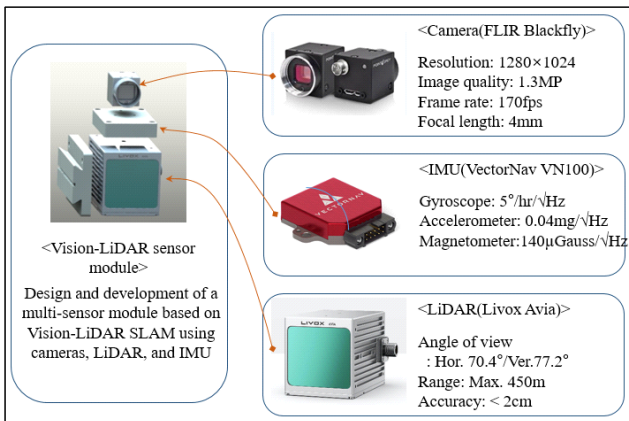 LIVOX
<Vision-LiDAR sensor
module>
Design and development of a
multi-sensor module based on
Vision-LiDAR SLAM using
cameras, LiDAR, and IMU
<Camera(FLIR Blackfly)>
Resolution: 1280×1024
Image quality: 1.3MP
Frame rate: 170fps
Focal length: 4mm
VECTORNAV
<IMU(VectorNav VN100)>
Gyroscope: 5°/hr/√Hz
Accelerometer: 0.04mg/√Hz
Magnetometer:140µGauss/√Hz
LIVOX
<LiDAR(Livox Avia)>
Angle of view
: Hor. 70.4°/Ver.77.2°
Range: Max. 450m
Accuracy: < 2cm